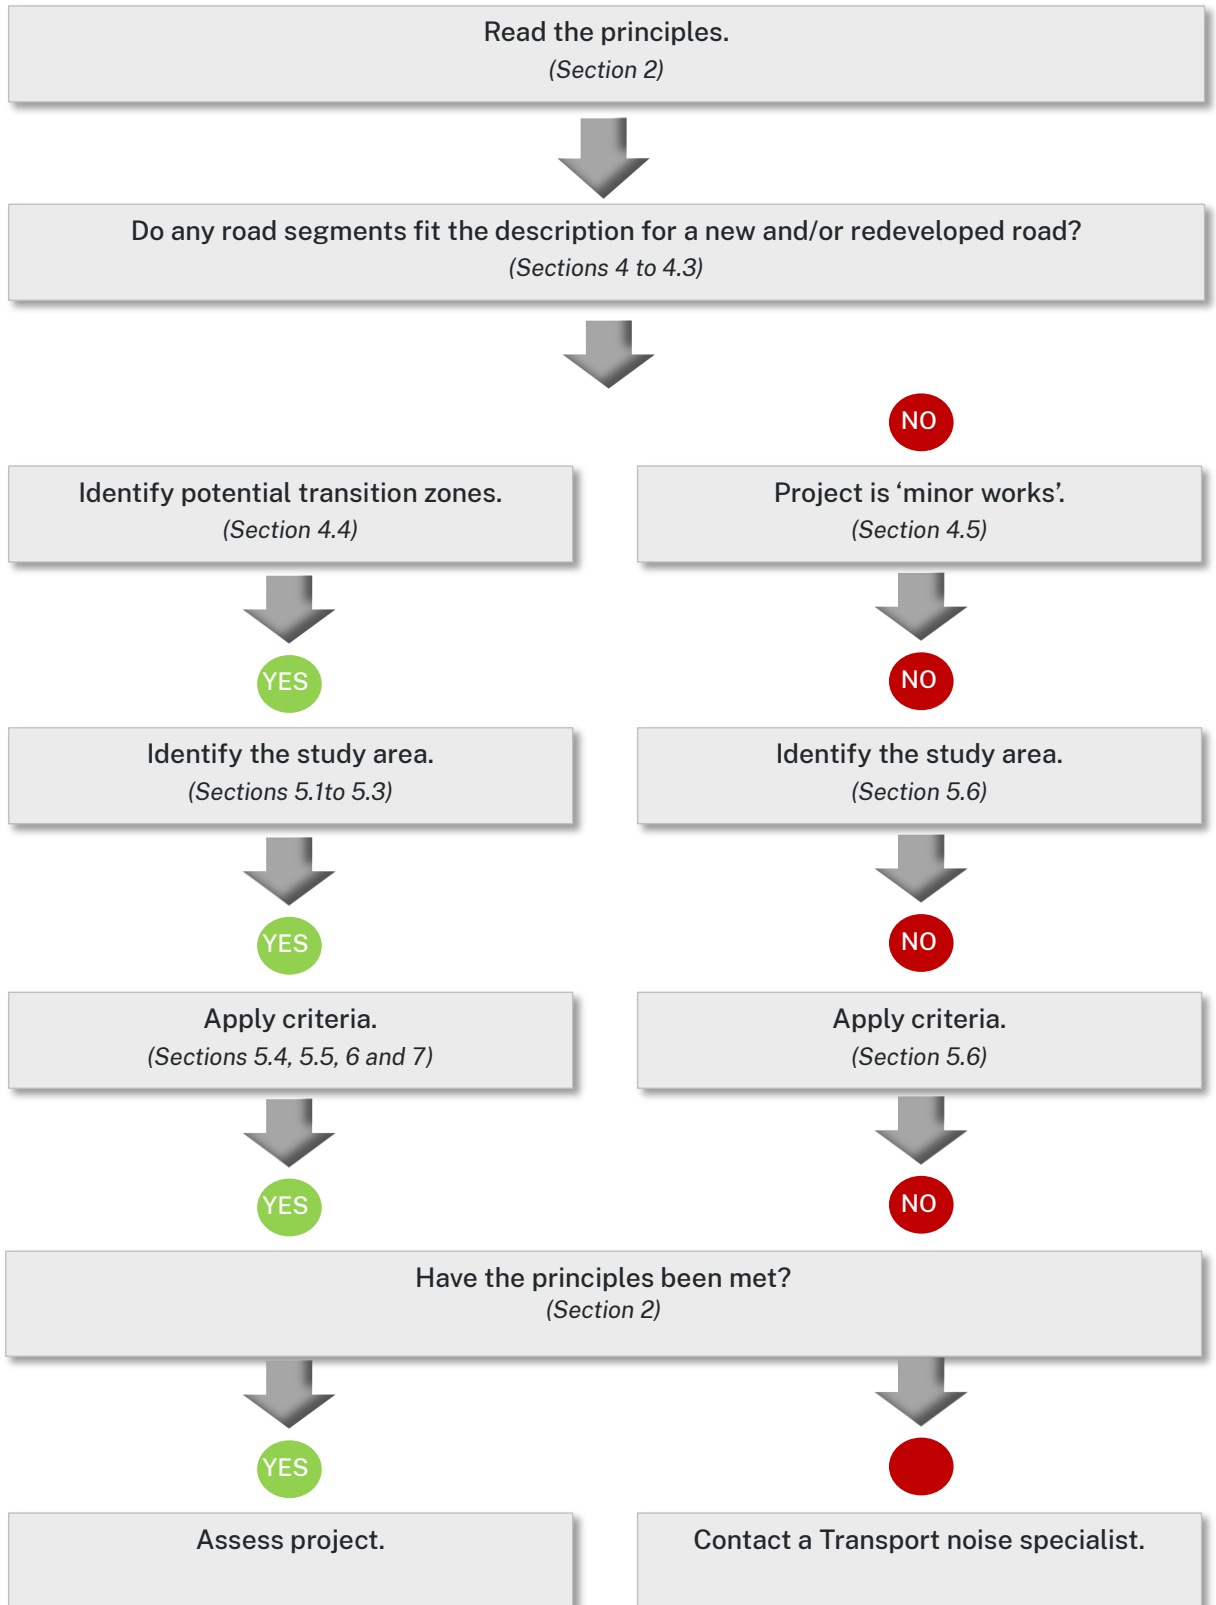 Read the principles.
(Section 2)
Do any road segments fit the description for a new and/or redeveloped road?
(Sections 4 to 4.3)
NO
Identify potential transition zones.
(Section 4.4)
Project is ‘minor works’.
(Section 4.5)
YES
NO
Identify the study area.
(Sections 5.1to 5.3)
Identify the study area.
(Section 5.6)
YES
NO
Apply criteria.
(Sections 5.4, 5.5, 6 and 7)
Apply criteria.
(Section 5.6)
YES
NO
Have the principles been met?
(Section 2)
YES
Assess project.
Contact a Transport noise specialist.